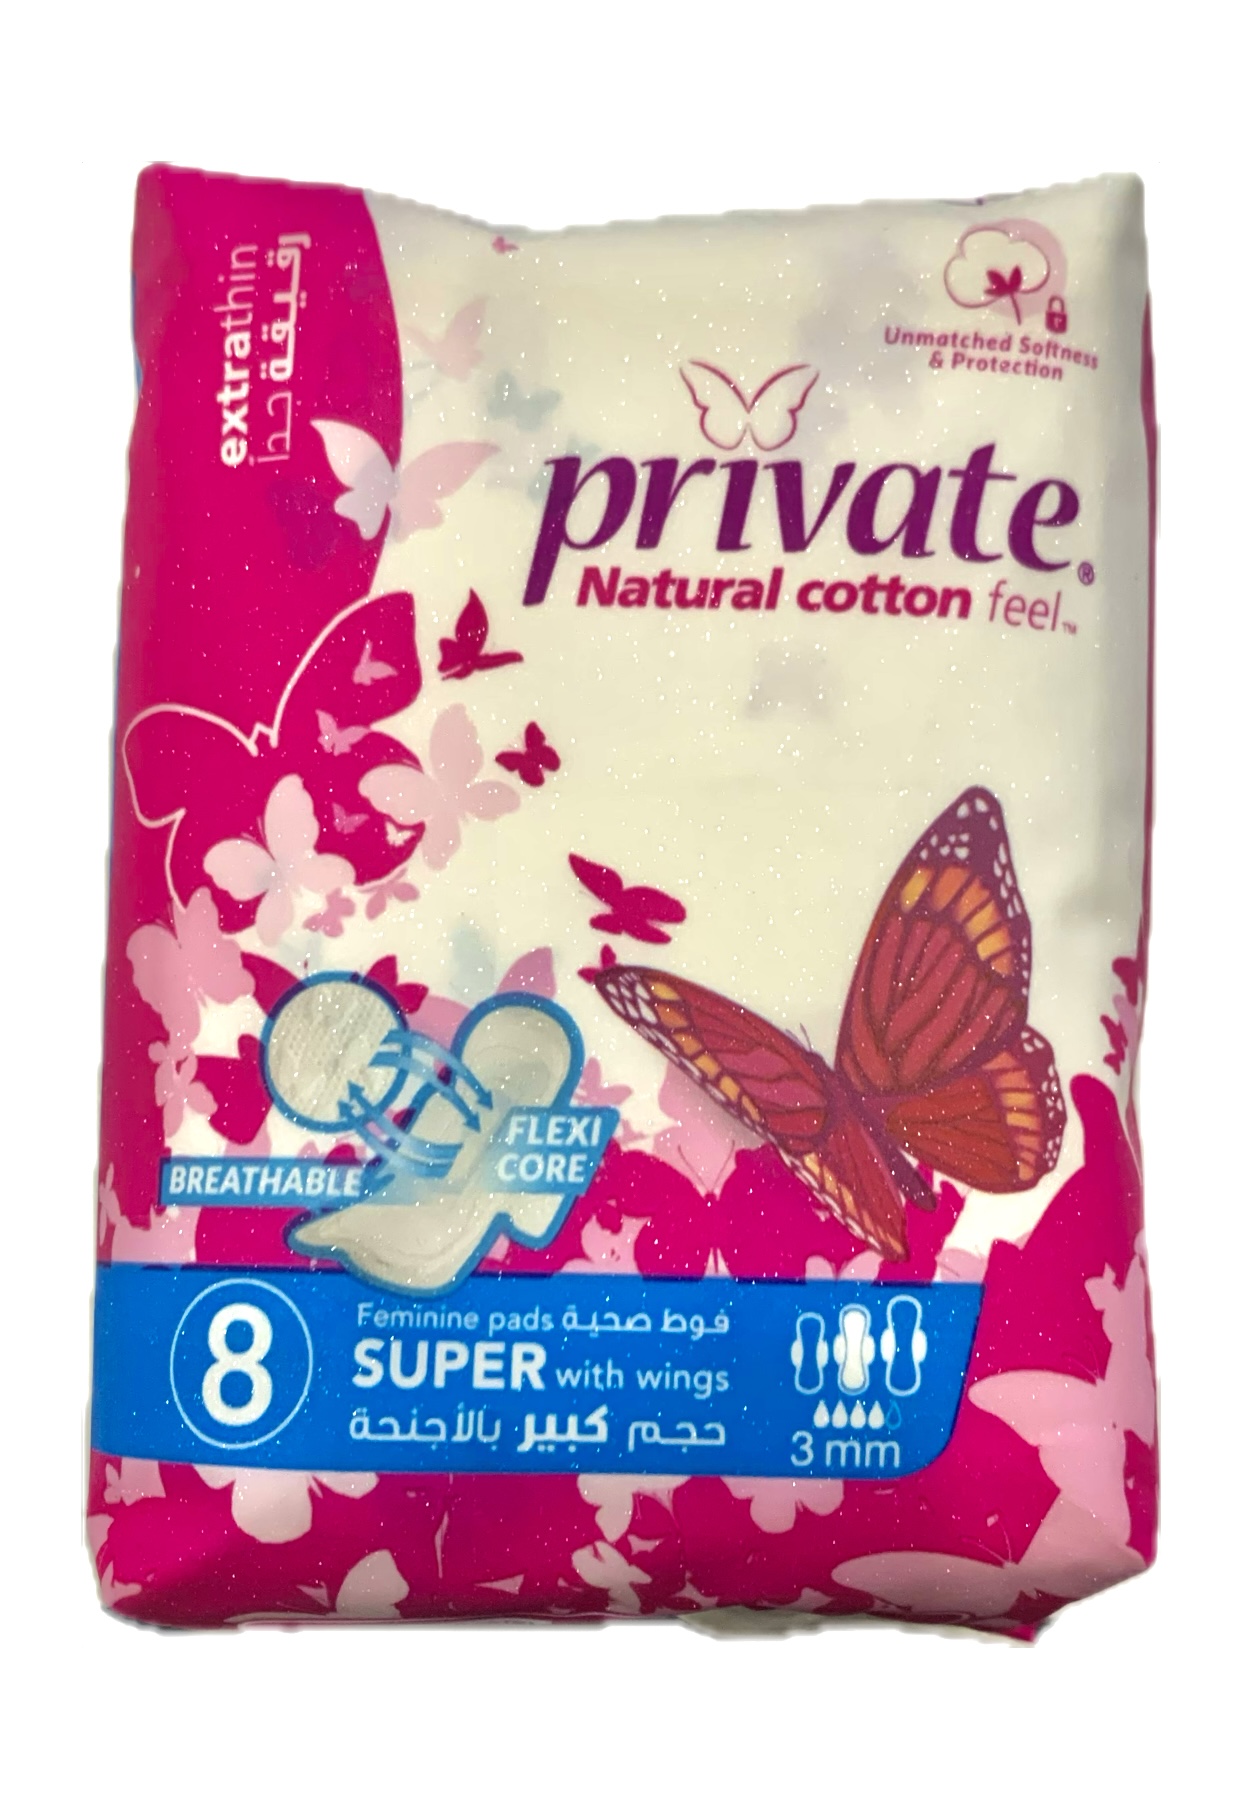 extrathin
رقيقة جداً
Unmatched Softness
& Protection
private®
Natural cotton feel™
BREATHABLE
FLEXI
CORE
8
Feminine pads فوط صحية
SUPER with wings
حجم كبير بالأجنحة
3 mm